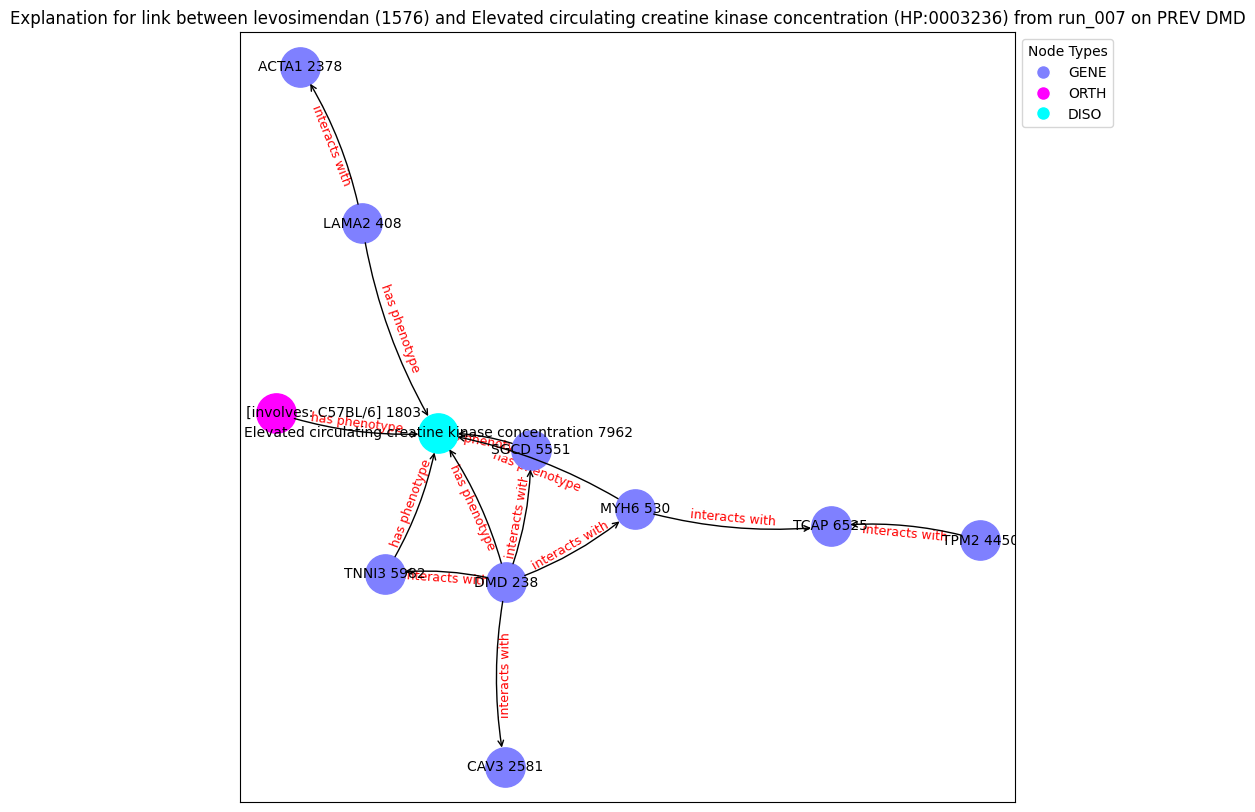 Explanation for link between levosimendan (1576) and Elevated circulating creatine kinase concentration (HP:0003236) from run_007 on PREV DMD
Node Types
GENE
ORTH
DISO
ACTA1 2378
interacts with
LAMA2 408
has phenotype
[involves: C57BL/6] 1803
has phenotype
Elevated circulating creatine kinase concentration 7962
SGCD 5551
has phenotype
has phenotype
has phenotype
interacts with
MYH6 530
interacts with
TCAP 6525
interacts with
TPM2 4450
interacts with
TNNI3 5982
interacts with
DMD 238
interacts with
CAV3 2581